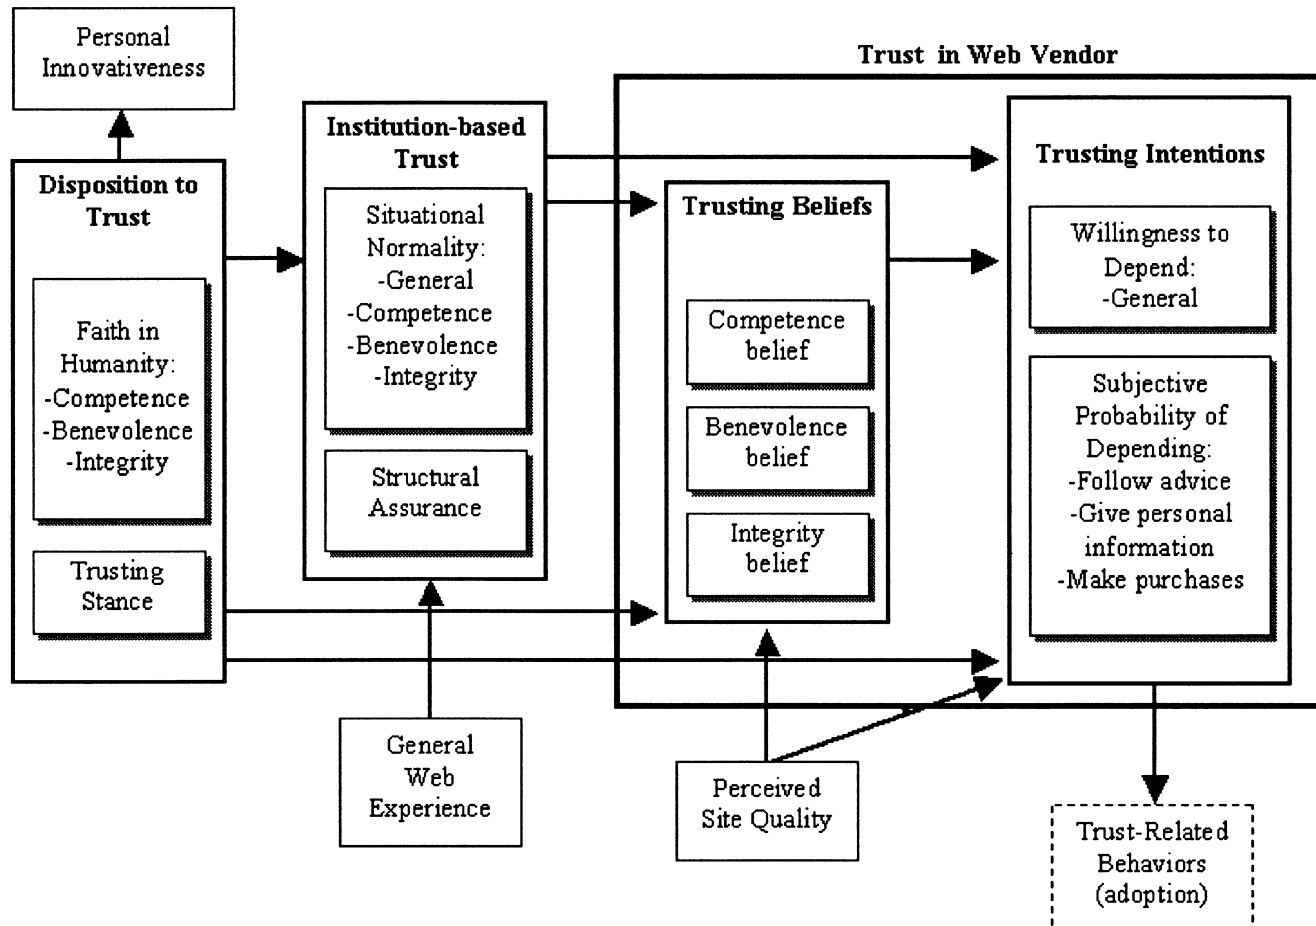 Personal
Innovativeness
Trust in Web Vendor
Disposition to
Trust
Faith in
Humanity:
-Competence
-Benevolence
-Integrity
Trusting
Stance
Institution-based
Trust
Situational
Normality:
-General
-Competence
-Benevolence
-Integrity
Structural
Assurance
Trusting Beliefs
Competence
belief
Benevolence
belief
Integrity
belief
Trusting Intentions
Willingness to
Depend:
-General
Subjective
Probability of
Depending:
-Follow advice
-Give personal
information
-Make purchases
General
Web
Experience
Perceived
Site Quality
Trust-Related
Behaviors
(adoption)